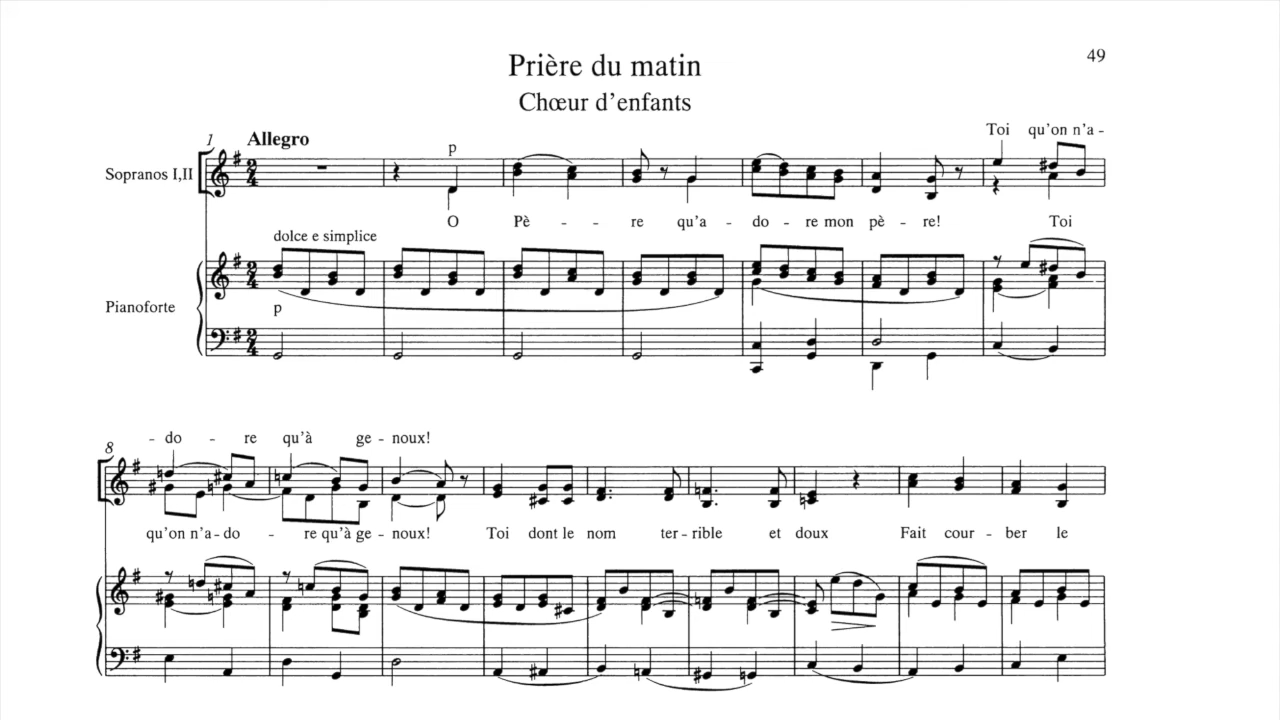 49
Prière du matin
Chœur d'enfants
1
Allegro
Toi qu'on n'a -
p
Sopranos I,II
O Pè - - re qu'a - do - re mon pè - re! Toi
dolce e simplice
Pianoforte
p
8
- do - re qu'à ge - noux!
qu'on n'a - do - re qu'à ge - noux! Toi dont le nom ter - rible et doux Fait cour - ber le